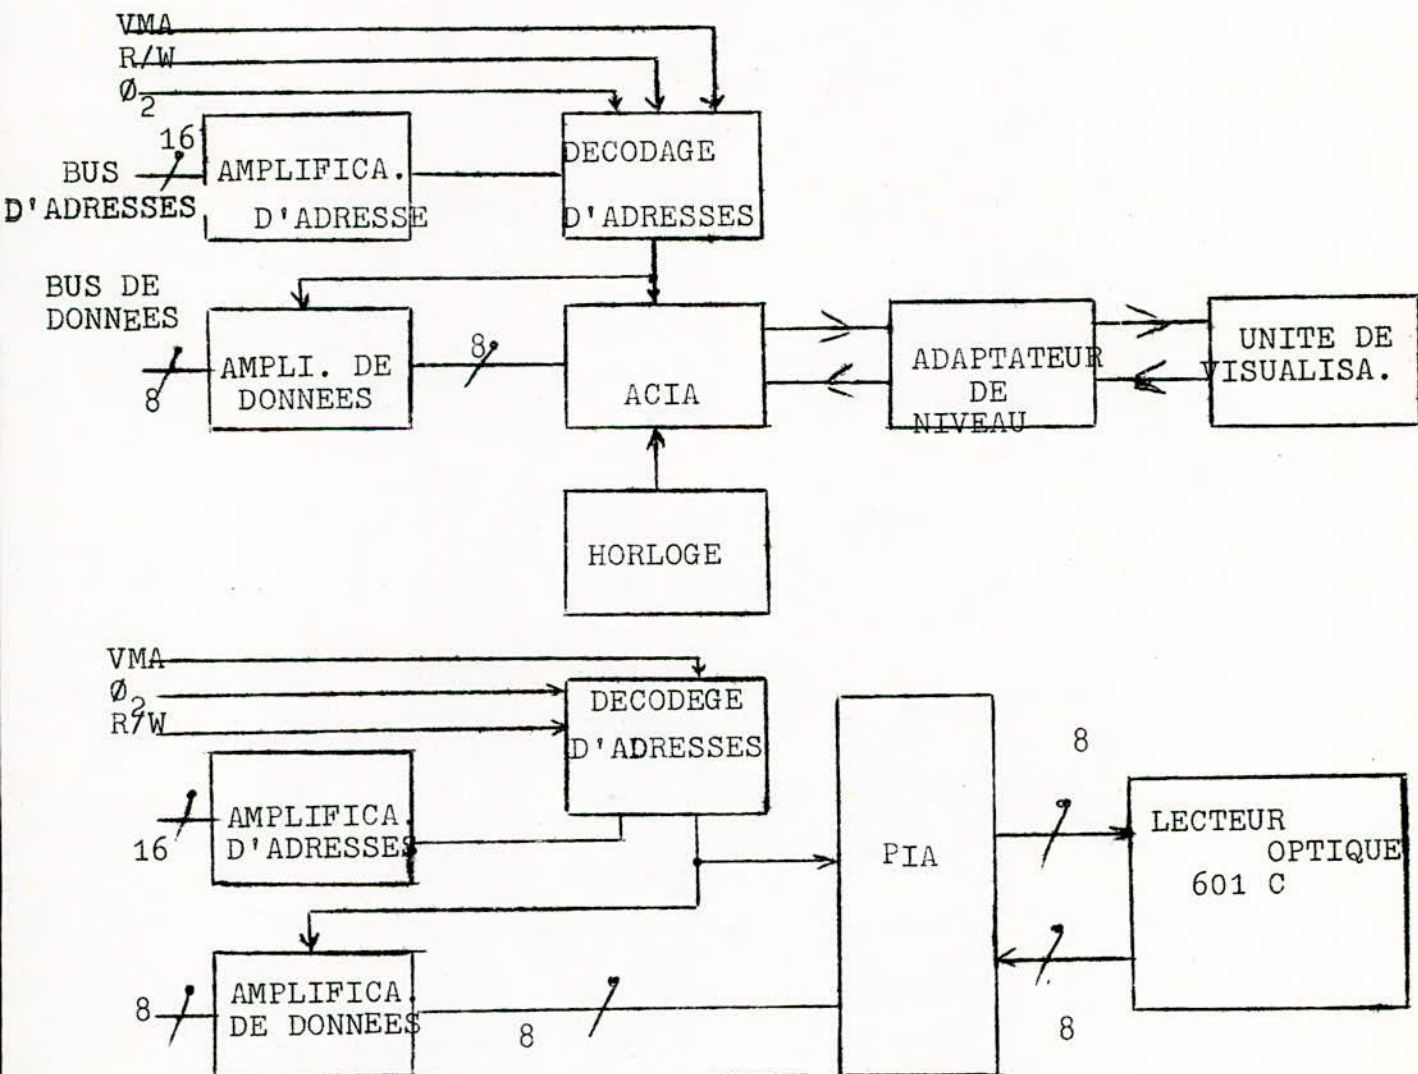 VMA
R/W
Ø2
16
BUS
D'ADRESSES
AMPLIFICA.
D'ADRESSE
DECODAGE
D'ADRESSES
BUS DE
DONNEES
8
AMPLI. DE
DONNEES
8
ACIA
ADAPTATEUR
DE
NIVEAU
UNITE DE
VISUALISA.
HORLOGE
VMA
Ø2
R/W
DECODEGE
D'ADRESSES
16
AMPLIFICA.
D'ADRESSES
PIA
8
LECTEUR
OPTIQUE
601 C
8
8
AMPLIFICA.
DE DONNEES
8